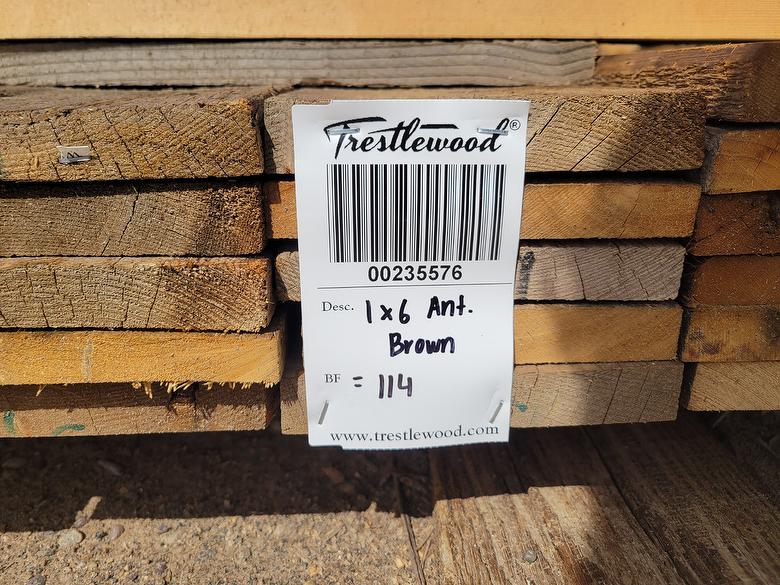 Trestlewood®
00235576
Desc. 1x6 Ant.
Brown
BF = 114
www.trestlewood.com